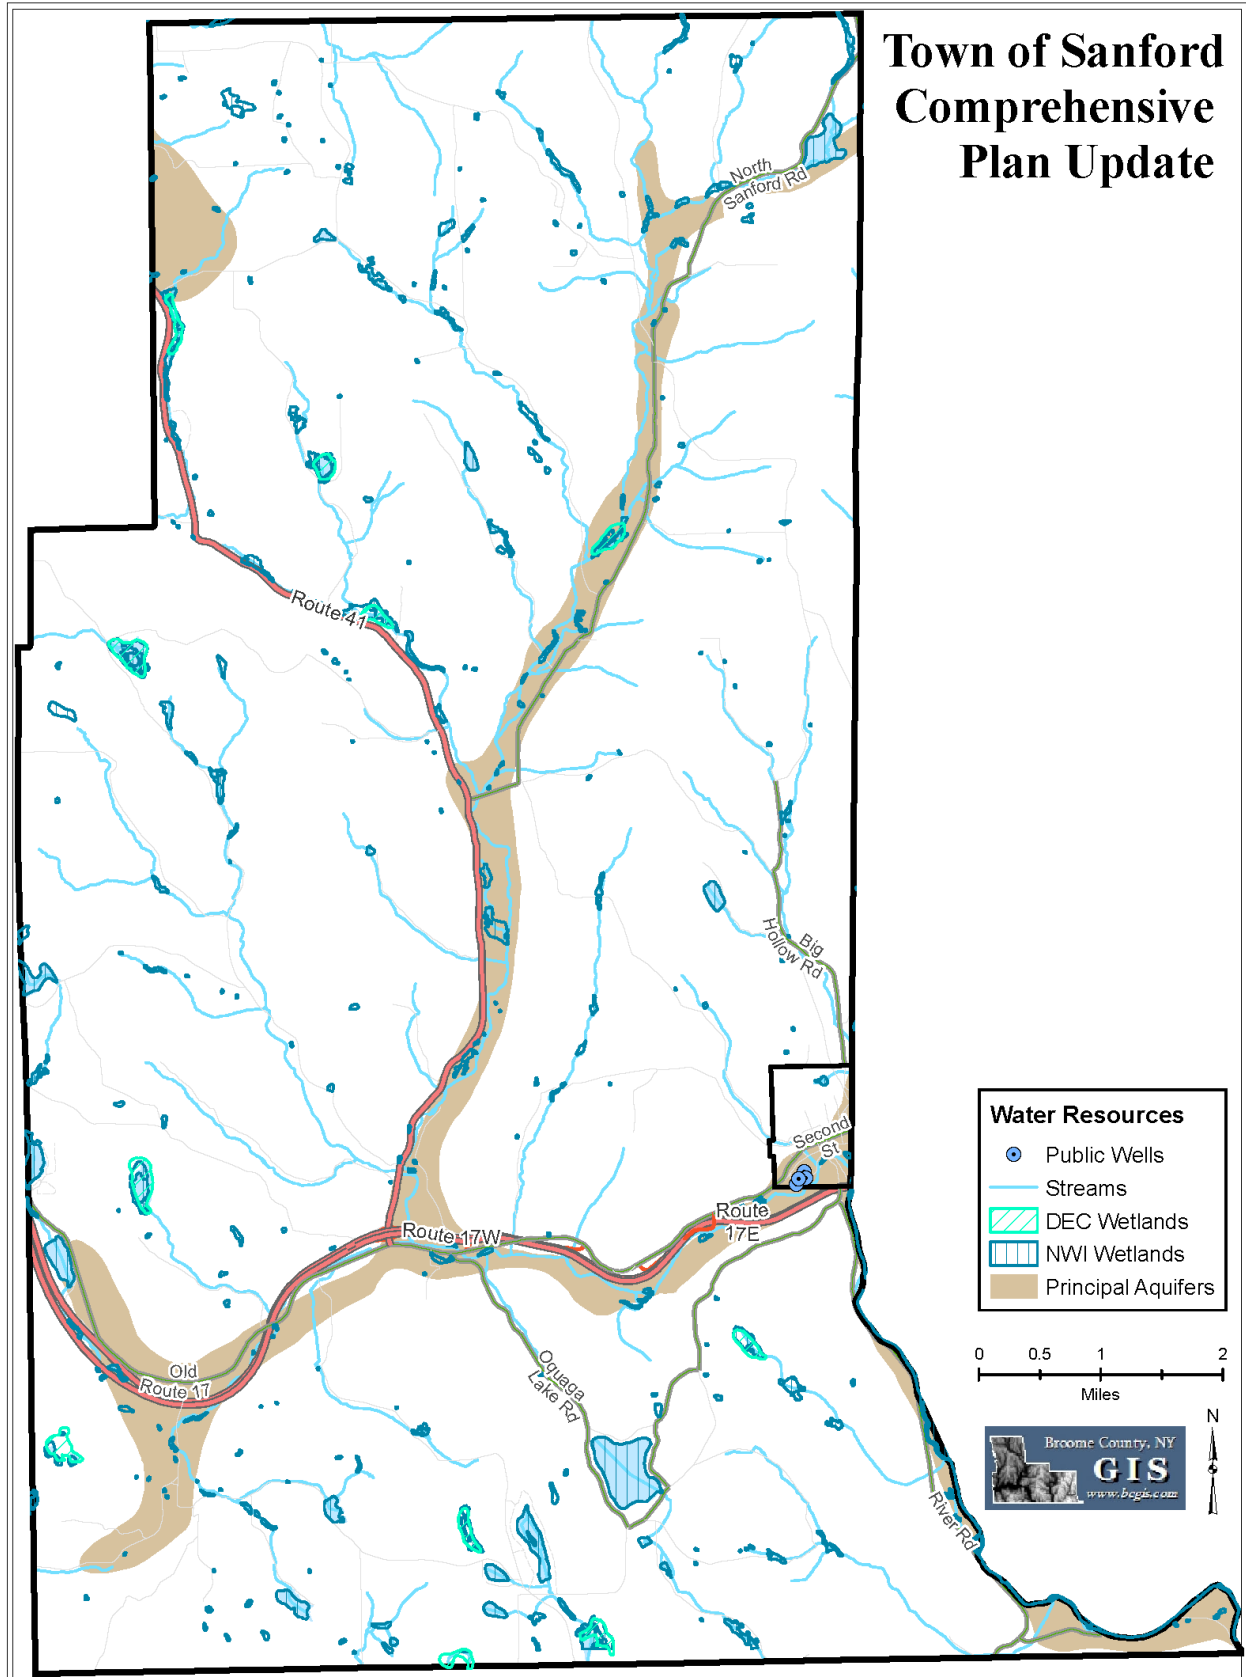 Town of Sanford
Comprehensive
Plan Update
North
Sanford Rd
Route 41
Big
Hollow Rd
Second
St
Route
17E
Route 17W
Old
Route 17
Oquaga
Lake Rd
River Rd
Water Resources
Public Wells
Streams
DEC Wetlands
NWI Wetlands
Principal Aquifers
0 0.5 1 2
Miles
N
Broome County, NY
GIS
www.bcgis.com